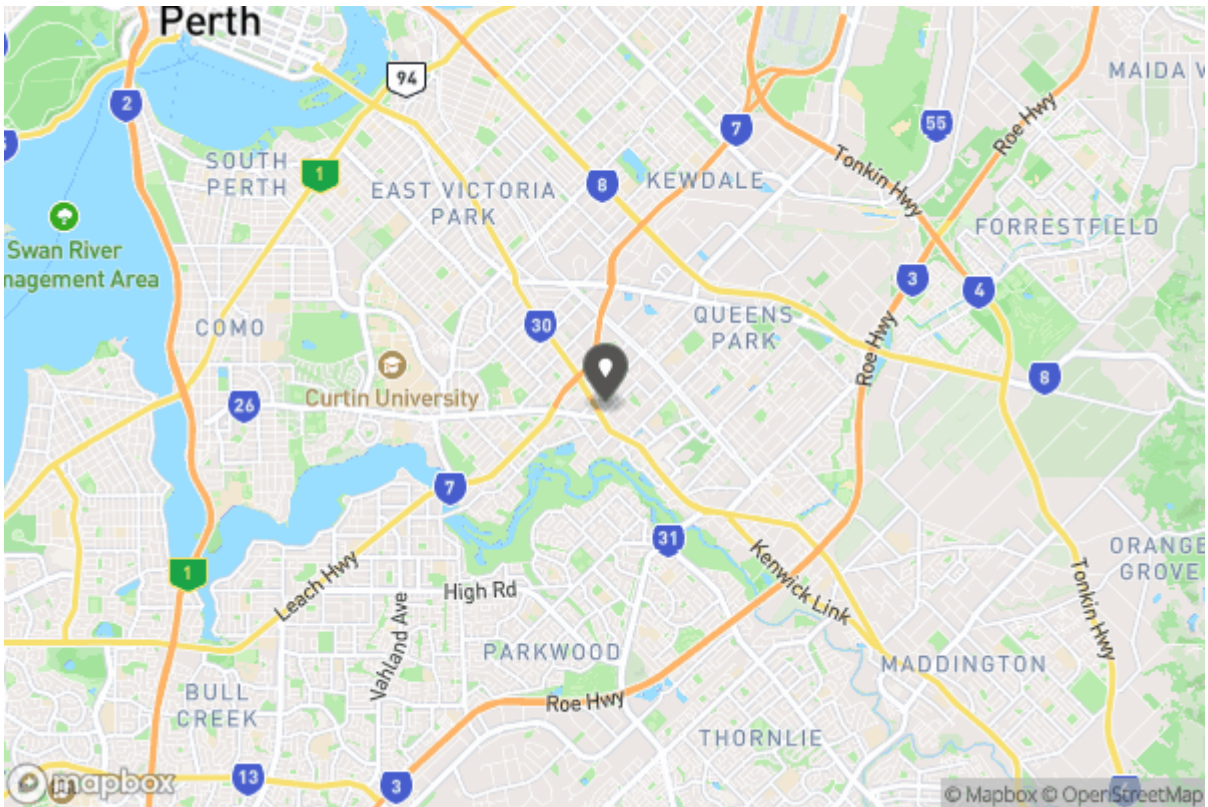 Perth
94
2
MAIDA V
55
7
Roe Hwy
SOUTH
PERTH
1
EAST VICTORIA
PARK
8
KEWDALE
Tonkin Hwy
FORRESTFIELD
Swan River
nagement Area
3
4
COMO
30
QUEENS
PARK
Roe Hwy
8
Curtin University
26
7
31
ORANGE
GROVE
1
Leach Hwy
High Rd
Kenwick Link
Tonkin Hwy
Vahland Ave
PARKWOOD
MADDINGTON
BULL
CREEK
Roe Hwy
THORNLIE
13
3
mapbox
© Mapbox © OpenStreetMap